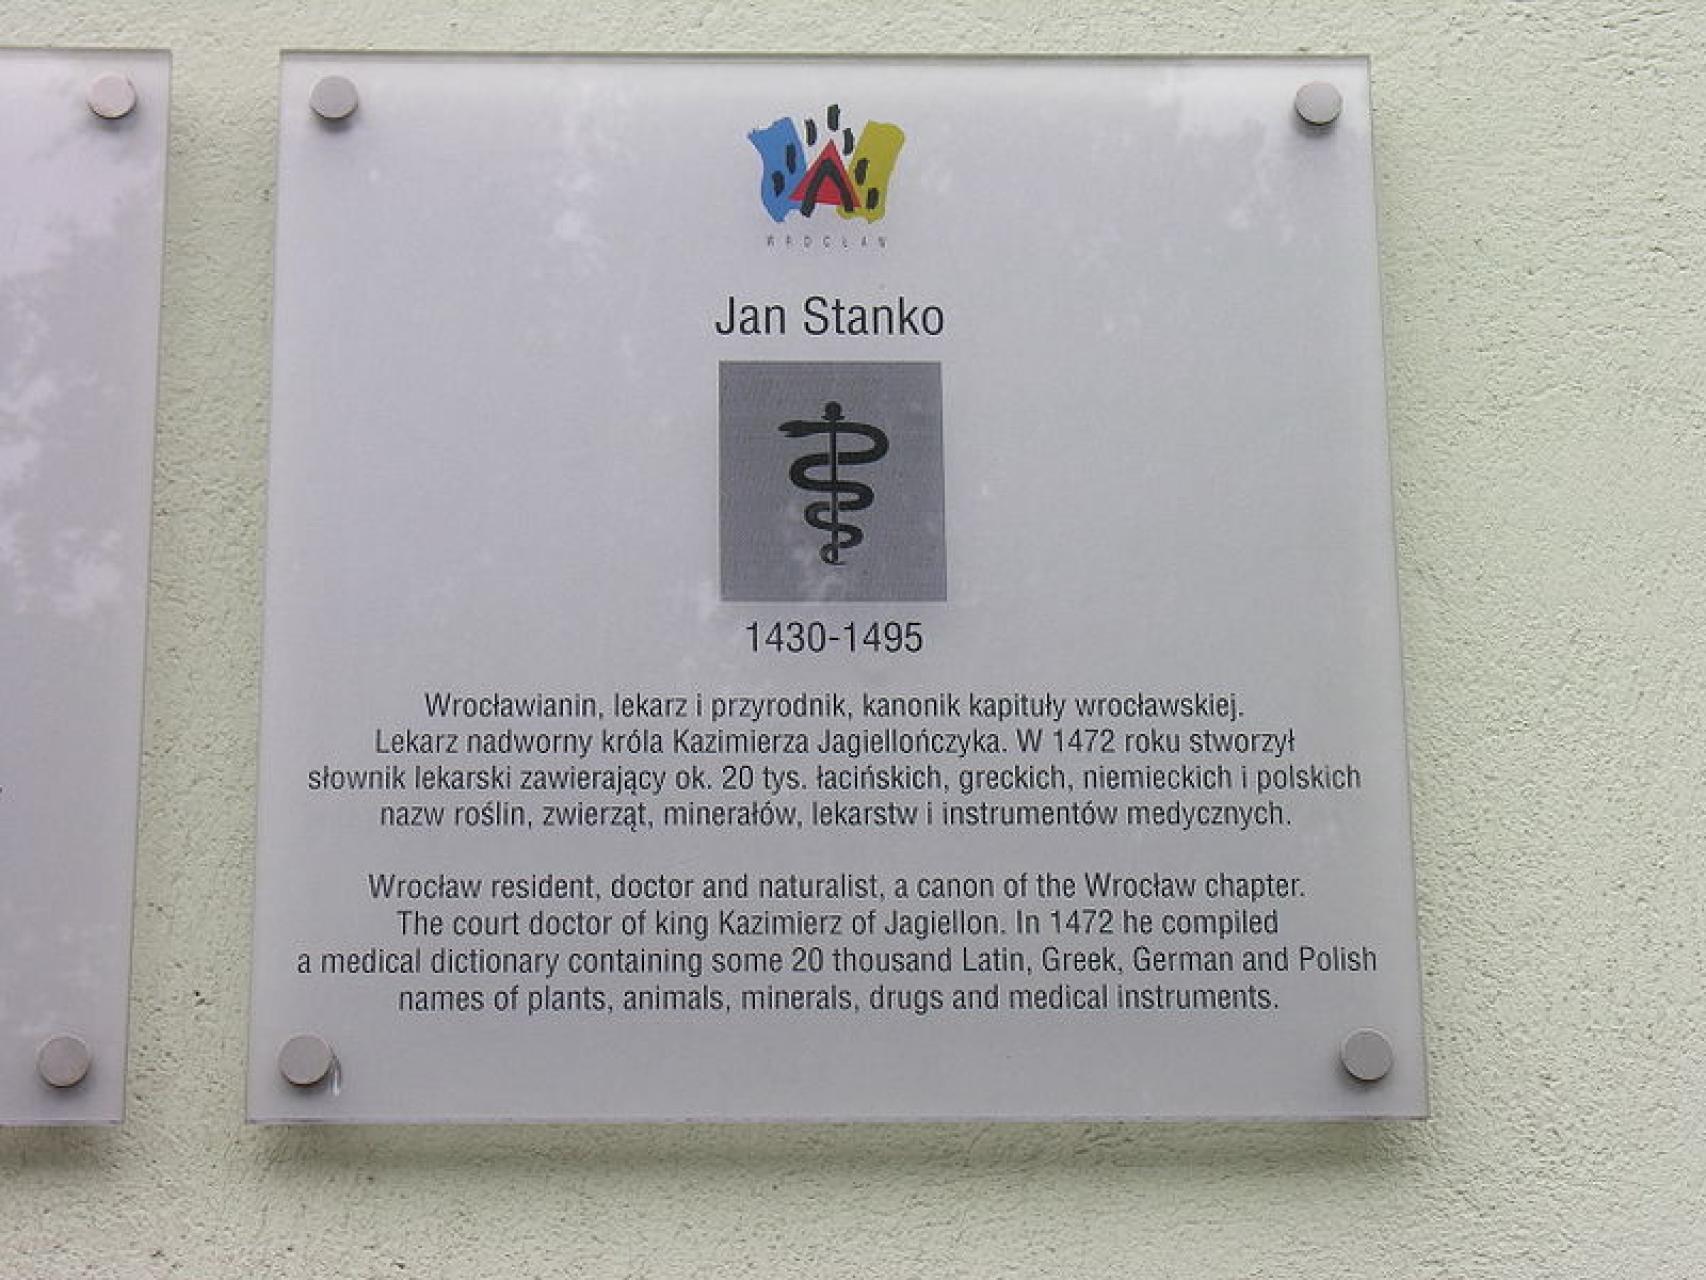 WROCŁAW
Jan Stanko
1430-1495
Wrocławianin, lekarz i przyrodnik, kanonik kapituły wrocławskiej.
Lekarz nadworny króla Kazimierza Jagiellończyka. W 1472 roku stworzył
słownik lekarski zawierający ok. 20 tys. łacińskich, greckich, niemieckich i polskich
nazw roślin, zwierząt, minerałów, lekarstw i instrumentów medycznych.
Wrocław resident, doctor and naturalist, a canon of the Wrocław chapter.
The court doctor of king Kazimierz of Jagiellon. In 1472 he compiled
a medical dictionary containing some 20 thousand Latin, Greek, German and Polish
names of plants, animals, minerals, drugs and medical instruments.